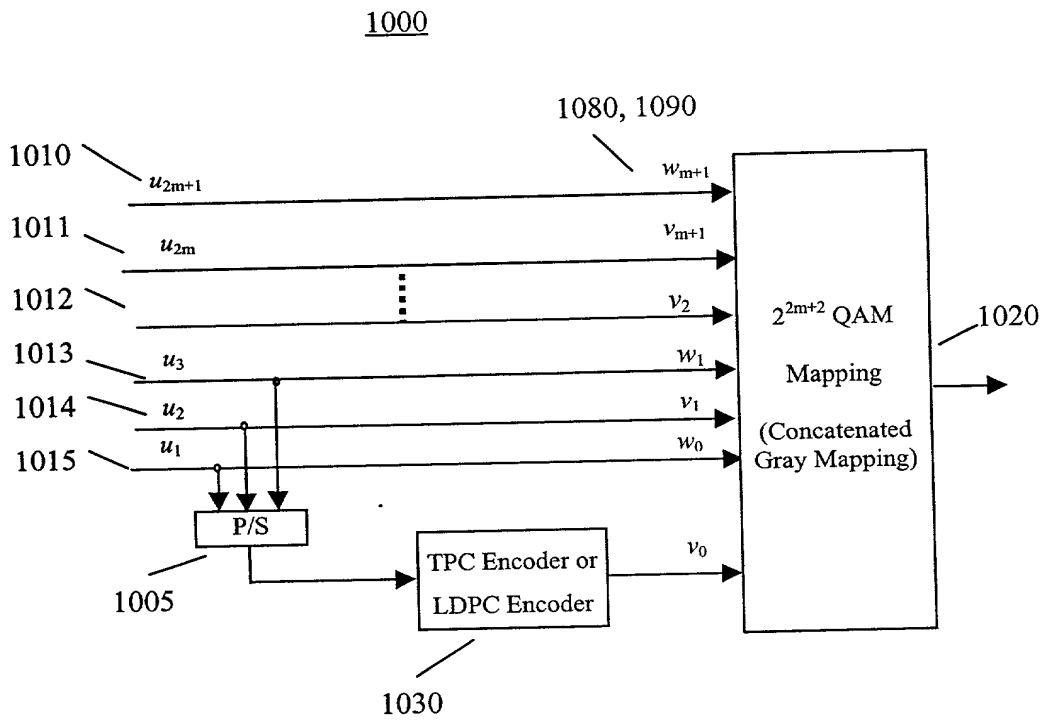 1000
1080, 1090
1010
u2m+1
wm+1
1011
u2m
vm+1
1012
v2
2^2m+2 QAM
1020
1013
u3
w1
Mapping
1014
u2
v1
(Concatenated
Gray Mapping)
1015
u1
w0
P/S
TPC Encoder or
LDPC Encoder
v0
1005
1030